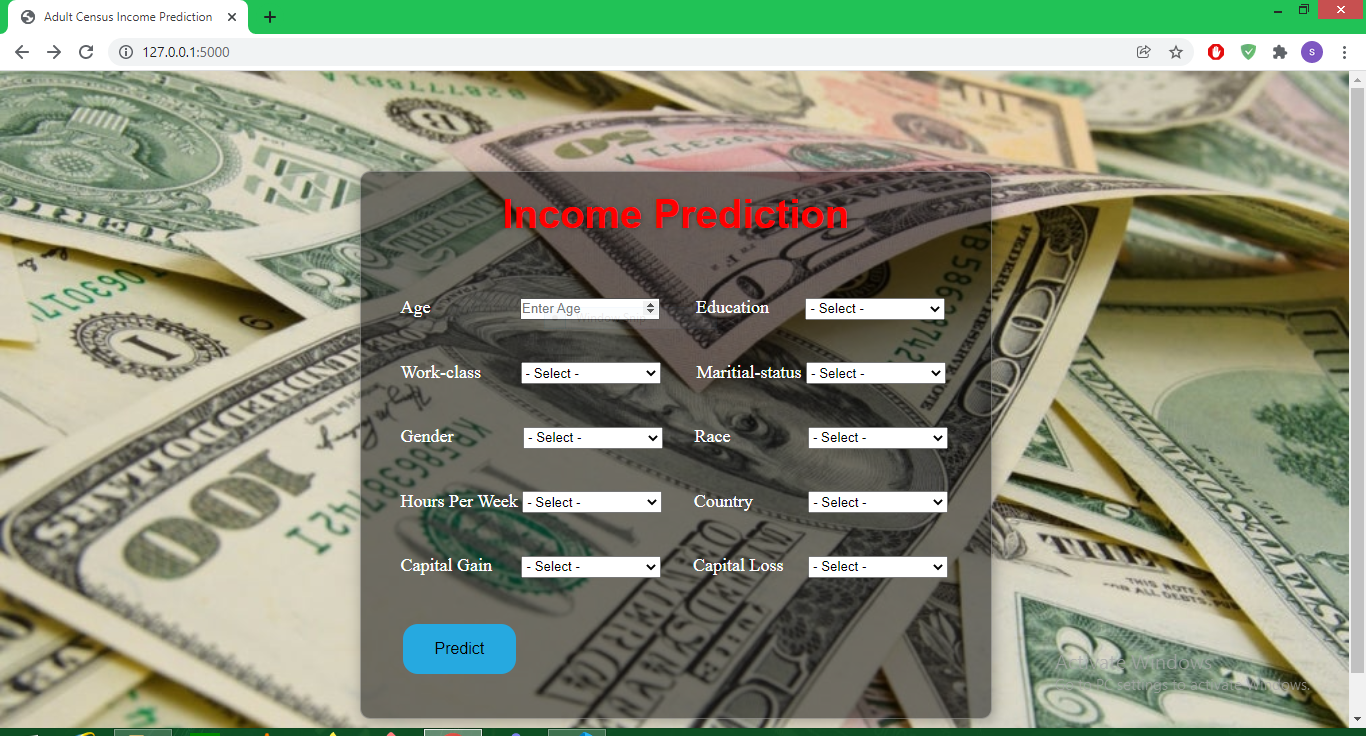 Adult Census Income Prediction
127.0.0.1:5000
S
Income Prediction
Age Enter Age Education - Select -
Work-class - Select - Maritial-status - Select -
Gender - Select - Race - Select -
Hours Per Week - Select - Country - Select -
Capital Gain - Select - Capital Loss - Select -
Predict
Activate Windows
settings to activate Windows.